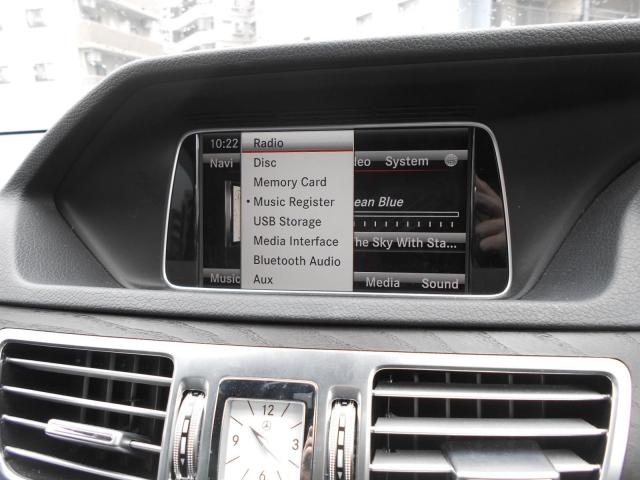 10:22 Radio
Navi Disc deo System
Memory Card
• Music Register ean Blue
USB Storage
Media Interface he Sky With Sta...
Bluetooth Audio
Music Aux Media Sound
12
9 3